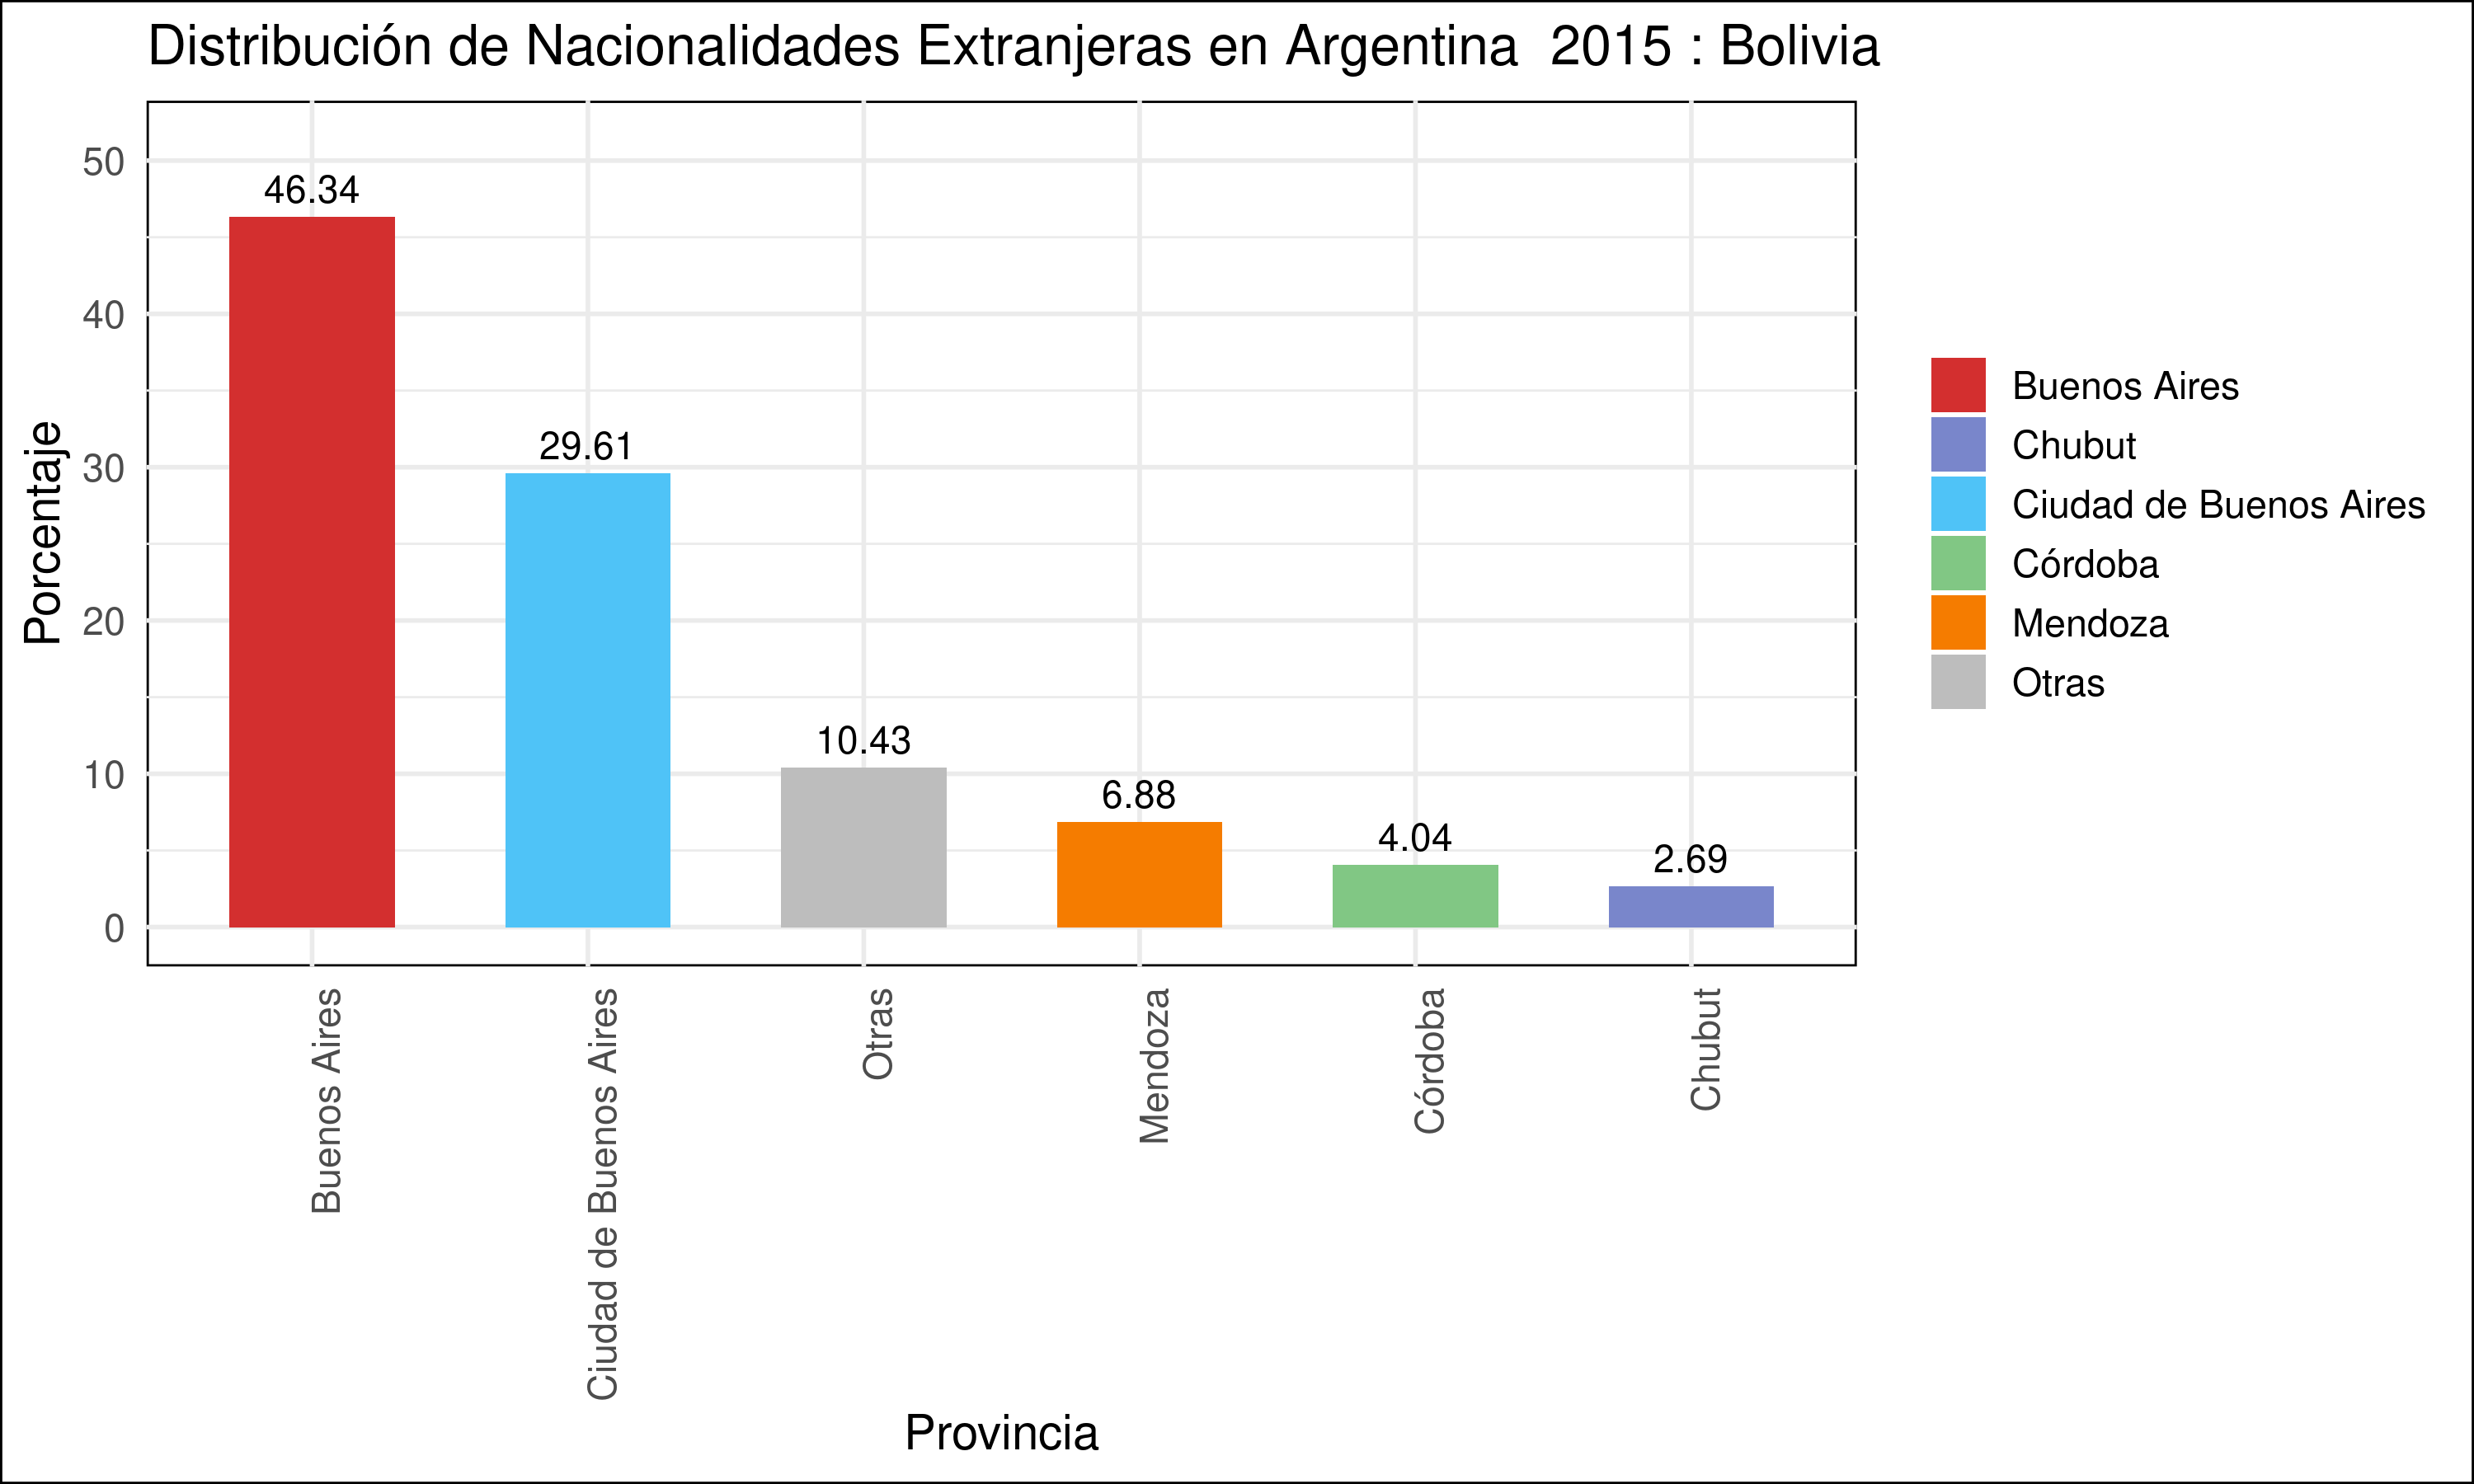 Distribución de Nacionalidades Extranjeras en Argentina  2015 : Bolivia
Porcentaje
50
40
30
20
10
0
46.34
29.61
10.43
6.88
4.04
2.69
Buenos Aires
Ciudad de Buenos Aires
Otras
Mendoza
Córdoba
Chubut
Provincia
Buenos Aires
Chubut
Ciudad de Buenos Aires
Córdoba
Mendoza
Otras